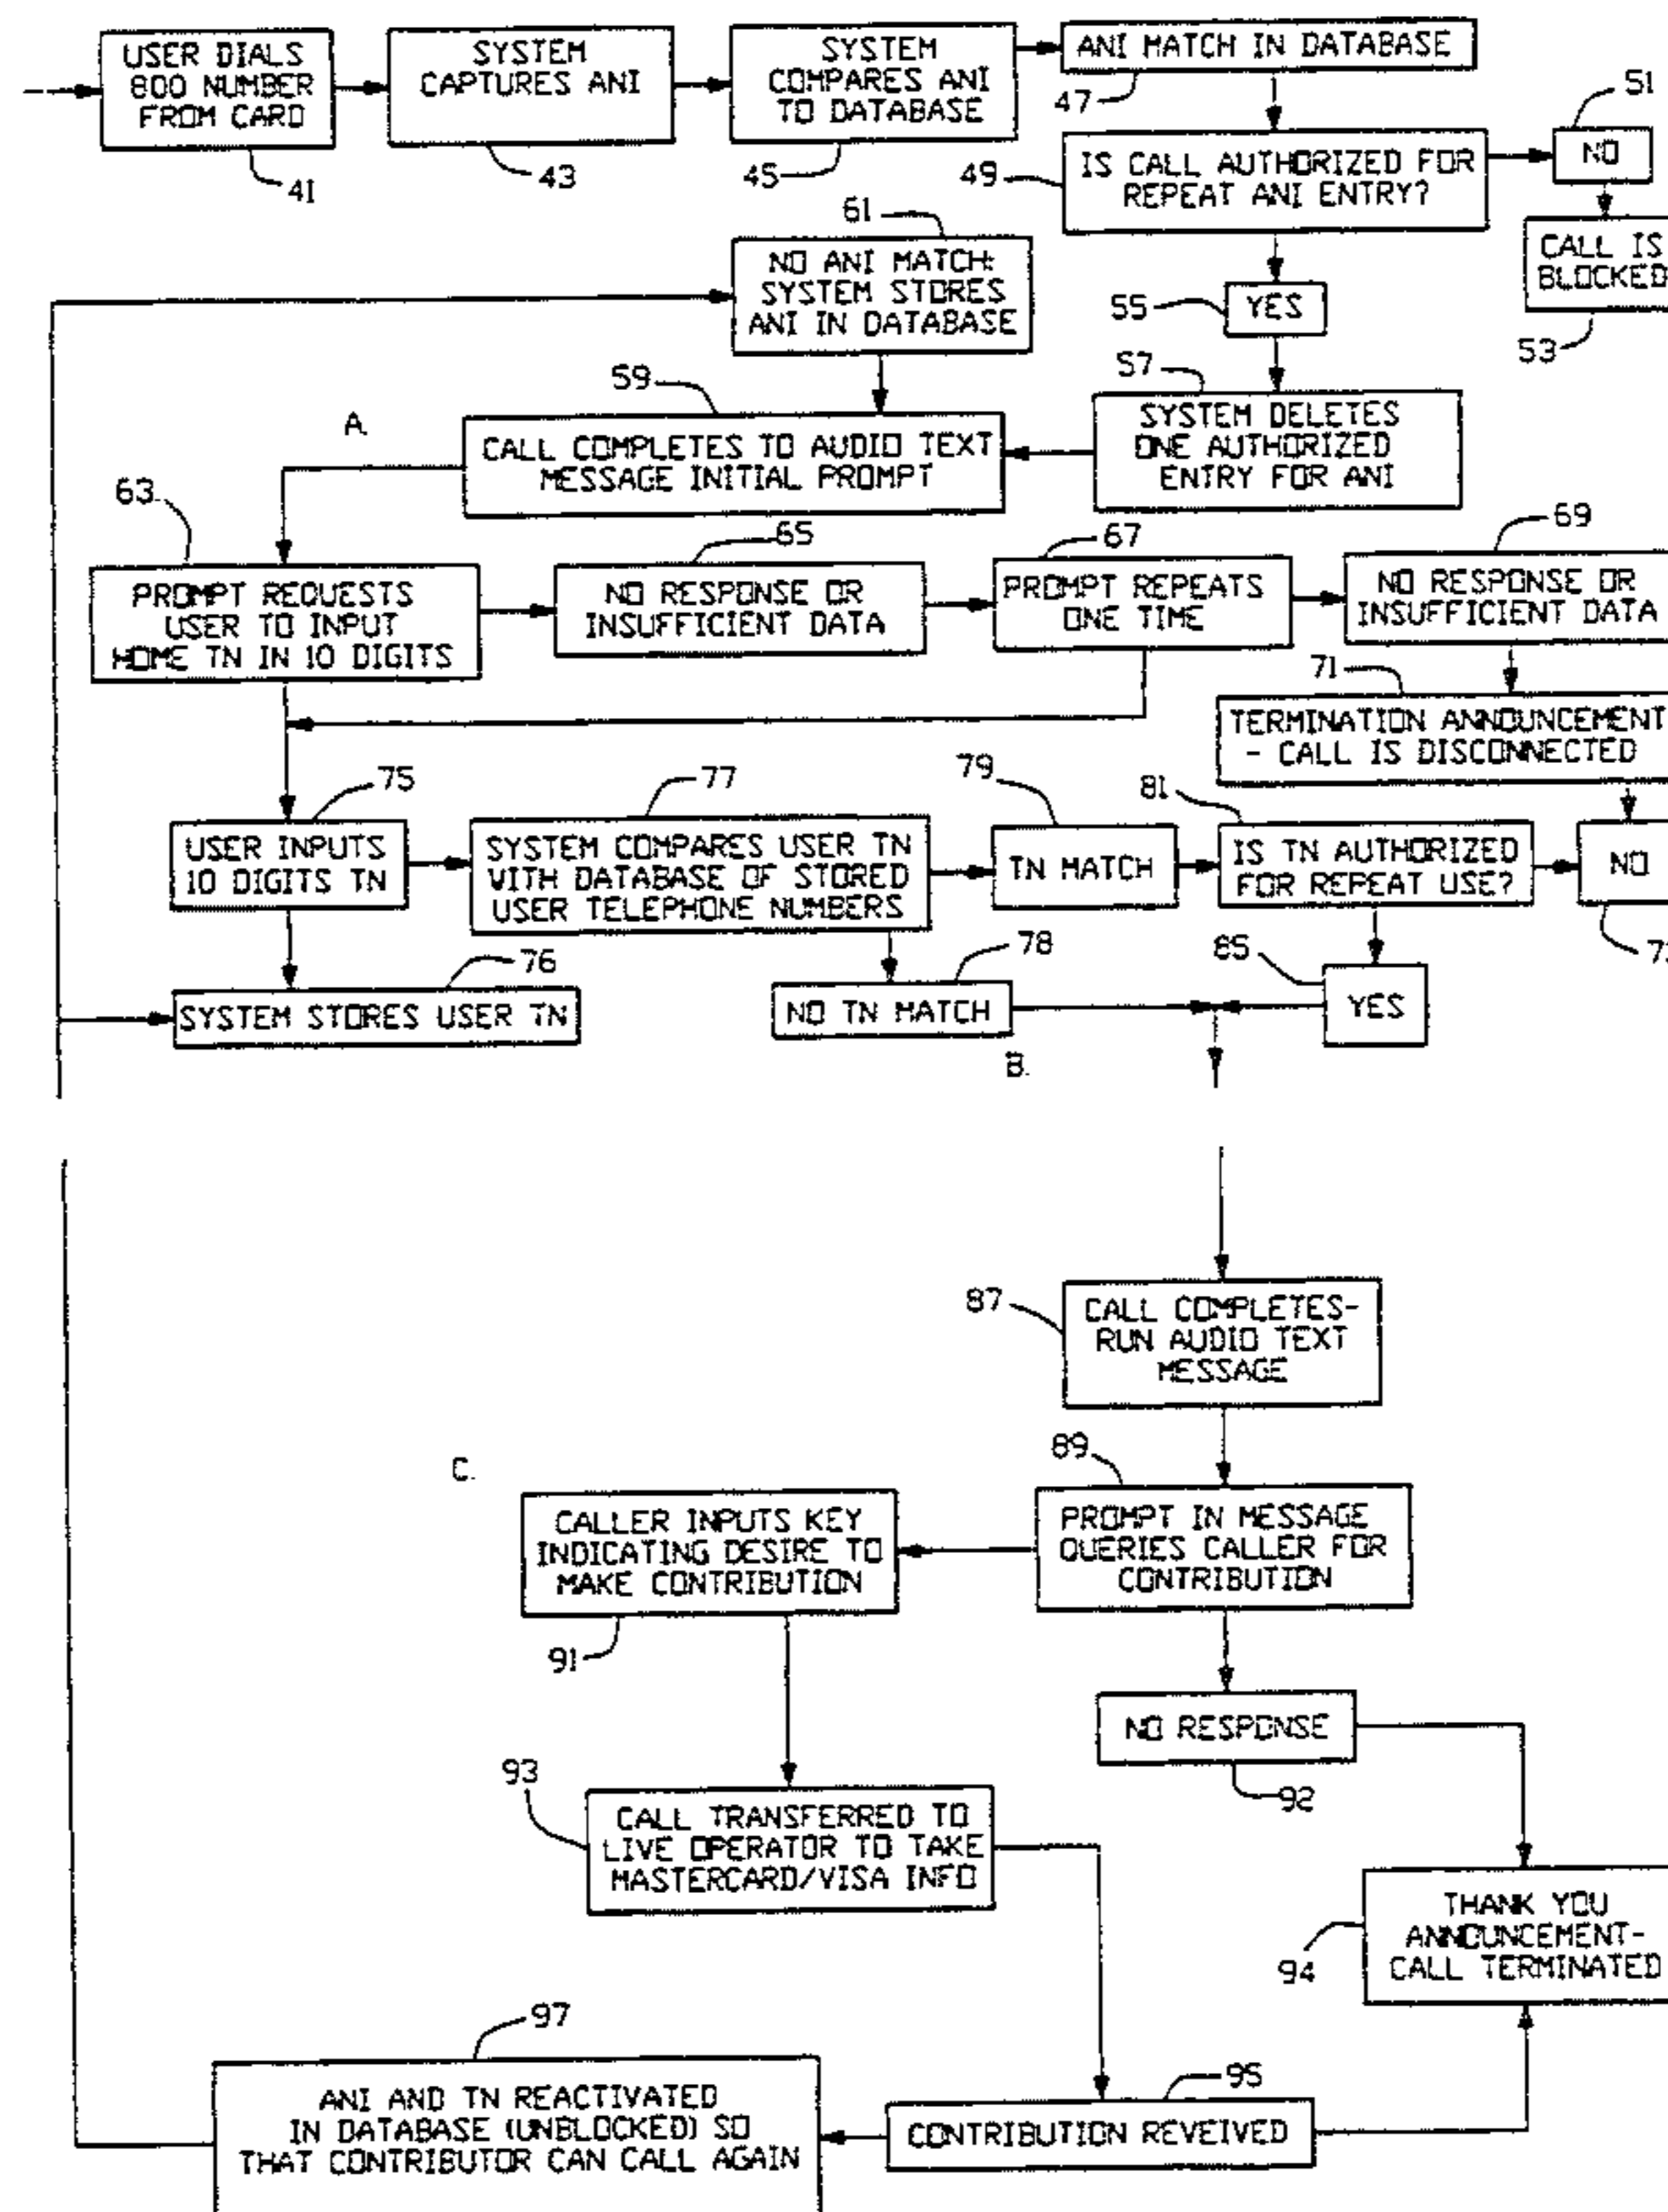 USER DIALS
800 NUMBER
FROM CARD
41
SYSTEM
CAPTURES ANI
43
SYSTEM
COMPARES ANI
TO DATABASE
45
ANI MATCH IN DATABASE
47
IS CALL AUTHORIZED FOR
REPEAT ANI ENTRY?
49
NO
51
CALL IS
BLOCKED
53
YES
55
61
NO ANI MATCH:
SYSTEM STORES
ANI IN DATABASE
57
SYSTEM DELETES
ONE AUTHORIZED
ENTRY FOR ANI
59
A.
CALL COMPLETES TO AUDIO TEXT
MESSAGE INITIAL PROMPT
63
PROMPT REQUESTS
USER TO INPUT
HOME TN IN 10 DIGITS
65
NO RESPONSE OR
INSUFFICIENT DATA
67
PROMPT REPEATS
ONE TIME
69
NO RESPONSE OR
INSUFFICIENT DATA
71
TERMINATION ANNOUNCEMENT
- CALL IS DISCONNECTED
75
USER INPUTS
10 DIGITS TN
77
SYSTEM COMPARES USER TN
WITH DATABASE OF STORED
USER TELEPHONE NUMBERS
79
TN MATCH
81
IS TN AUTHORIZED
FOR REPEAT USE?
NO
76
SYSTEM STORES USER TN
78
NO TN MATCH
85
YES
B.
87
CALL COMPLETES-
RUN AUDIO TEXT
MESSAGE
C.
89
PROMPT IN MESSAGE
QUERIES CALLER FOR
CONTRIBUTION
CALLER INPUTS KEY
INDICATING DESIRE TO
MAKE CONTRIBUTION
91
NO RESPONSE
92
93
CALL TRANSFERRED TO
LIVE OPERATOR TO TAKE
MASTERCARD/VISA INFO
THANK YOU
ANNOUNCEMENT-
CALL TERMINATED
94
95
CONTRIBUTION REVEIVED
97
ANI AND TN REACTIVATED
IN DATABASE (UNBLOCKED) SO
THAT CONTRIBUTOR CAN CALL AGAIN